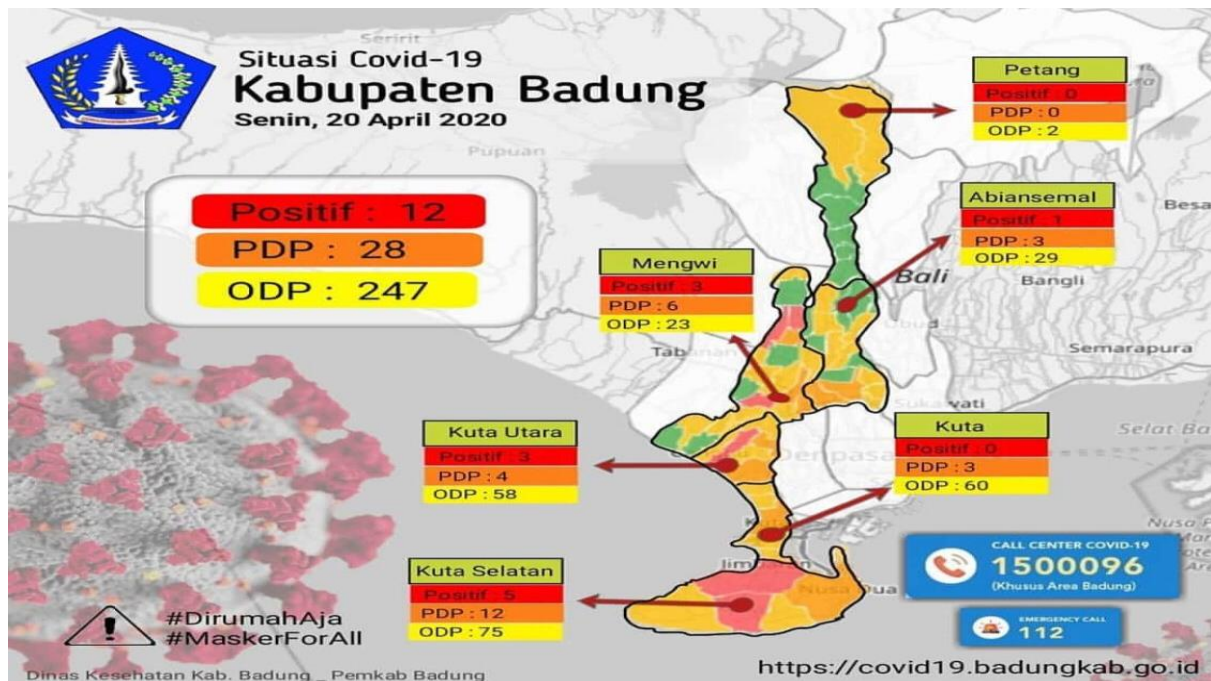 Situasi Covid-19
Kabupaten Badung
Senin, 20 April 2020
Positif : 12
PDP : 28
ODP : 247
Petang
Positif : 0
PDP : 0
ODP : 2
Abiansemal
Positif : 1
PDP : 3
ODP : 29
Mengwi
Positif : 3
PDP : 6
ODP : 23
Kuta Utara
Positif : 3
PDP : 4
ODP : 58
Kuta
Positif : 0
PDP : 3
ODP : 60
Kuta Selatan
Positif : 5
PDP : 12
ODP : 75
Seririt
Pupuan
Bali
Bangli
Ubud
Semarapura
Sukawati
Selat Ba
Denpasa
Nusa Dua
CALL CENTER COVID-19
1500096
(Khusus Area Badung)
EMERGENCY CALL
112
#DirumahAja
#MaskerForAll
Dinas Kesehatan Kab. Badung _ Pemkab Badung
https://covid19.badungkab.go.id